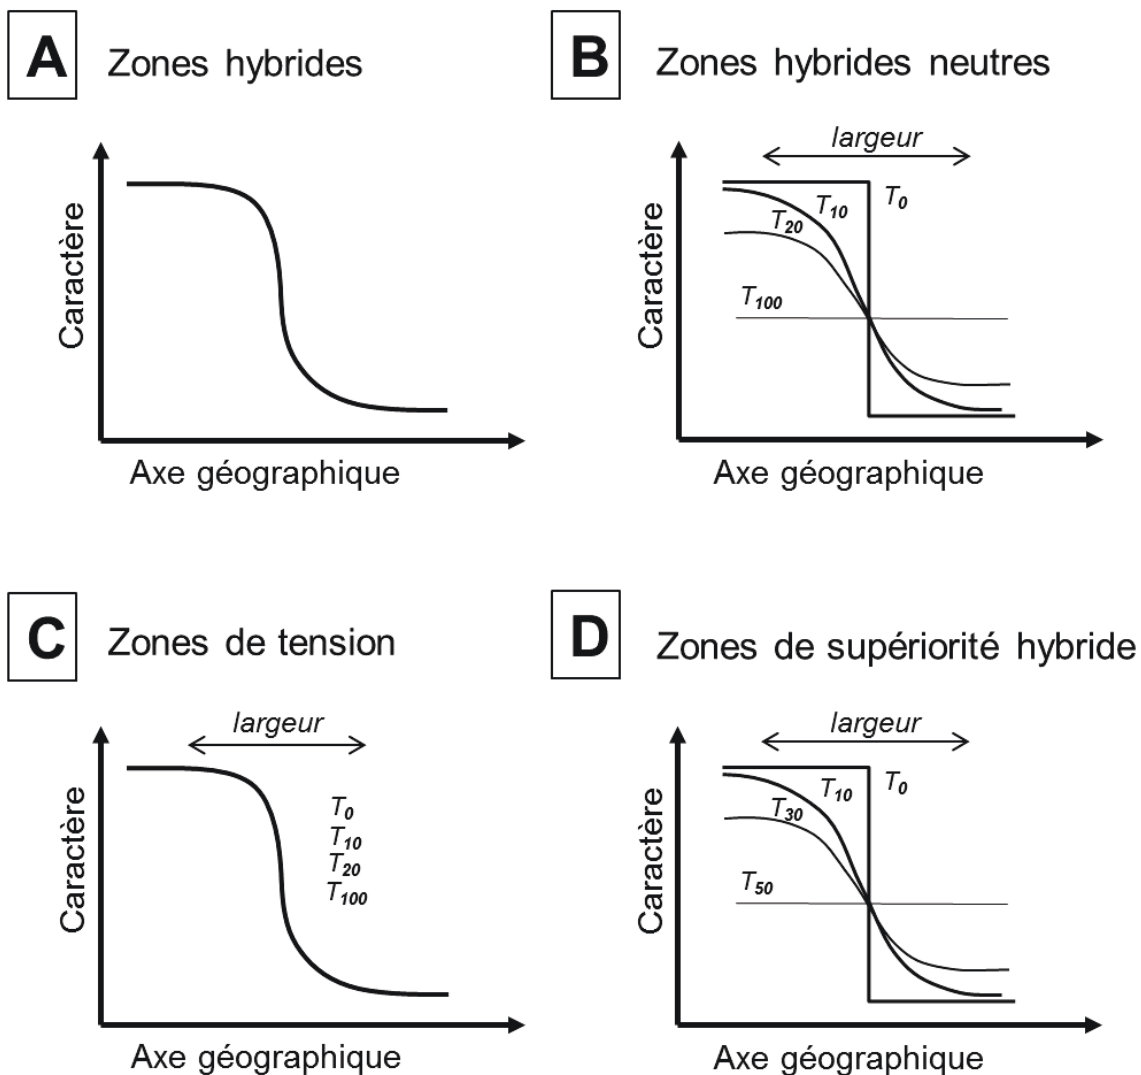 A Zones hybrides
Caractère
Axe géographique
B Zones hybrides neutres
largeur
T0
T10
T20
T100
Caractère
Axe géographique
C Zones de tension
largeur
T0
T10
T20
T100
Caractère
Axe géographique
D Zones de supériorité hybride
largeur
T0
T10
T30
T50
Caractère
Axe géographique